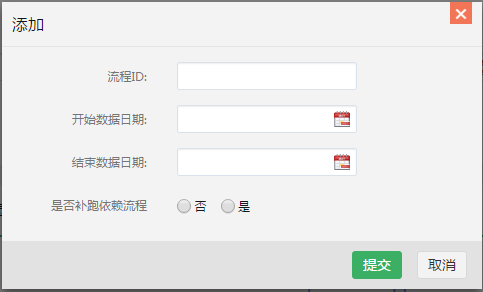 添加
流程ID:
开始数据日期:
结束数据日期:
是否补跑依赖流程 否 是
提交 取消